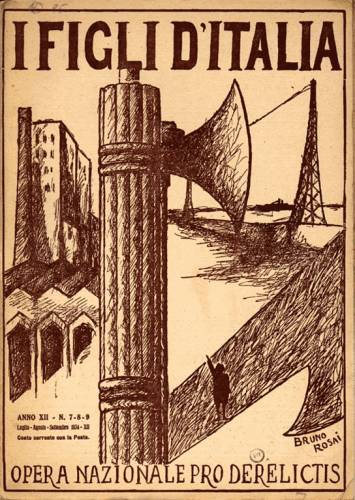 I FIGLI D'ITALIA
ANNO XII - N. 7-8-9
Luglio - Agosto - Settembre 1934 - XII
Conto corrente con la Posta.
BRUNO
ROSAI
OPERA NAZIONALE PRO DERELICTIS